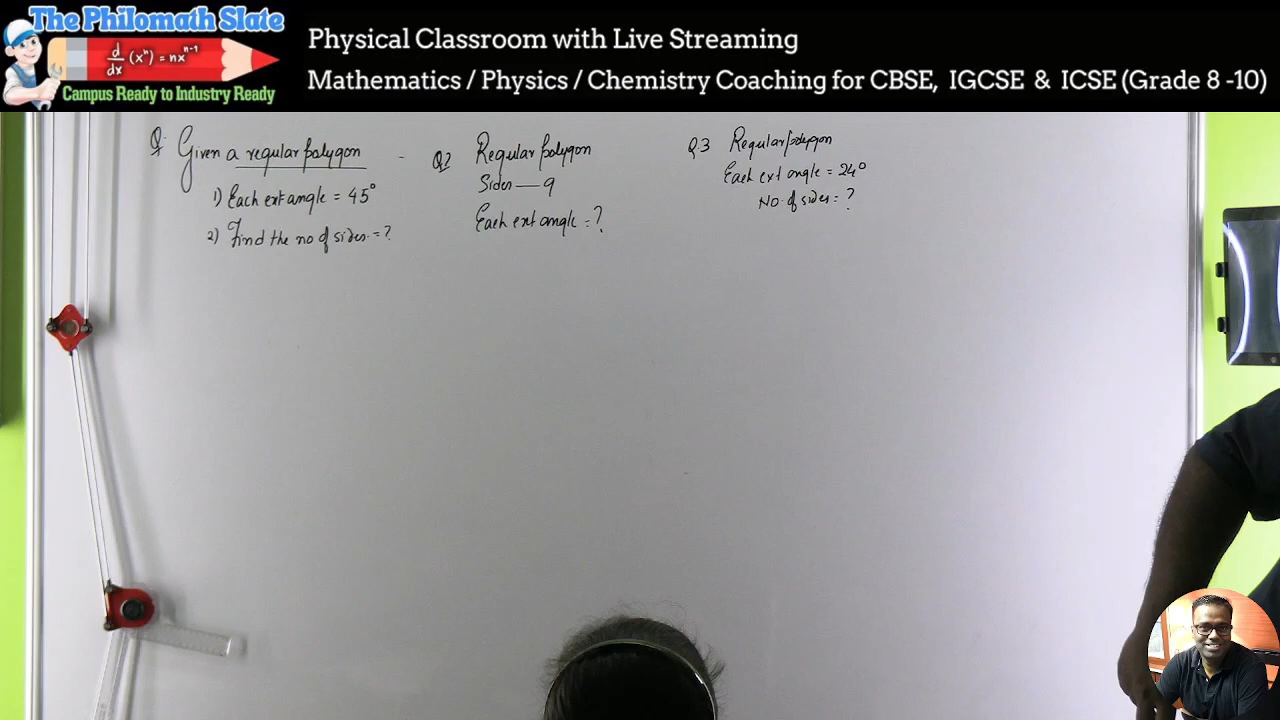 The Philomath Slate
d/dx (xⁿ) = nxⁿ⁻¹
Campus Ready to Industry Ready
Physical Classroom with Live Streaming
Mathematics / Physics / Chemistry Coaching for CBSE, IGCSE & ICSE (Grade 8 -10)
Q. Given a regular polygon
1) Each ext angle = 45°
2) Find the no of sides = ?
Q2 Regular polygon
Sides — 9
Each ext angle = ?
Q3 Regular polygon
Each ext angle = 24°
No. of sides = ?